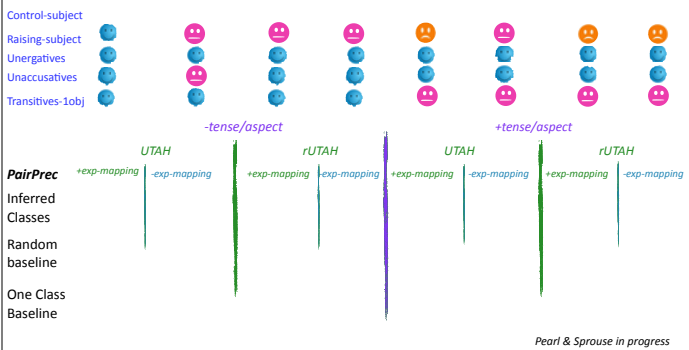 Control-subject
Raising-subject
Unergatives
Unaccusatives
Transitives-1obj
-tense/aspect +tense/aspect
UTAH rUTAH UTAH rUTAH
PairPrec +exp-mapping -exp-mapping +exp-mapping -exp-mapping +exp-mapping -exp-mapping +exp-mapping -exp-mapping
Inferred
Classes
Random
baseline
One Class
Baseline
Pearl & Sprouse in progress